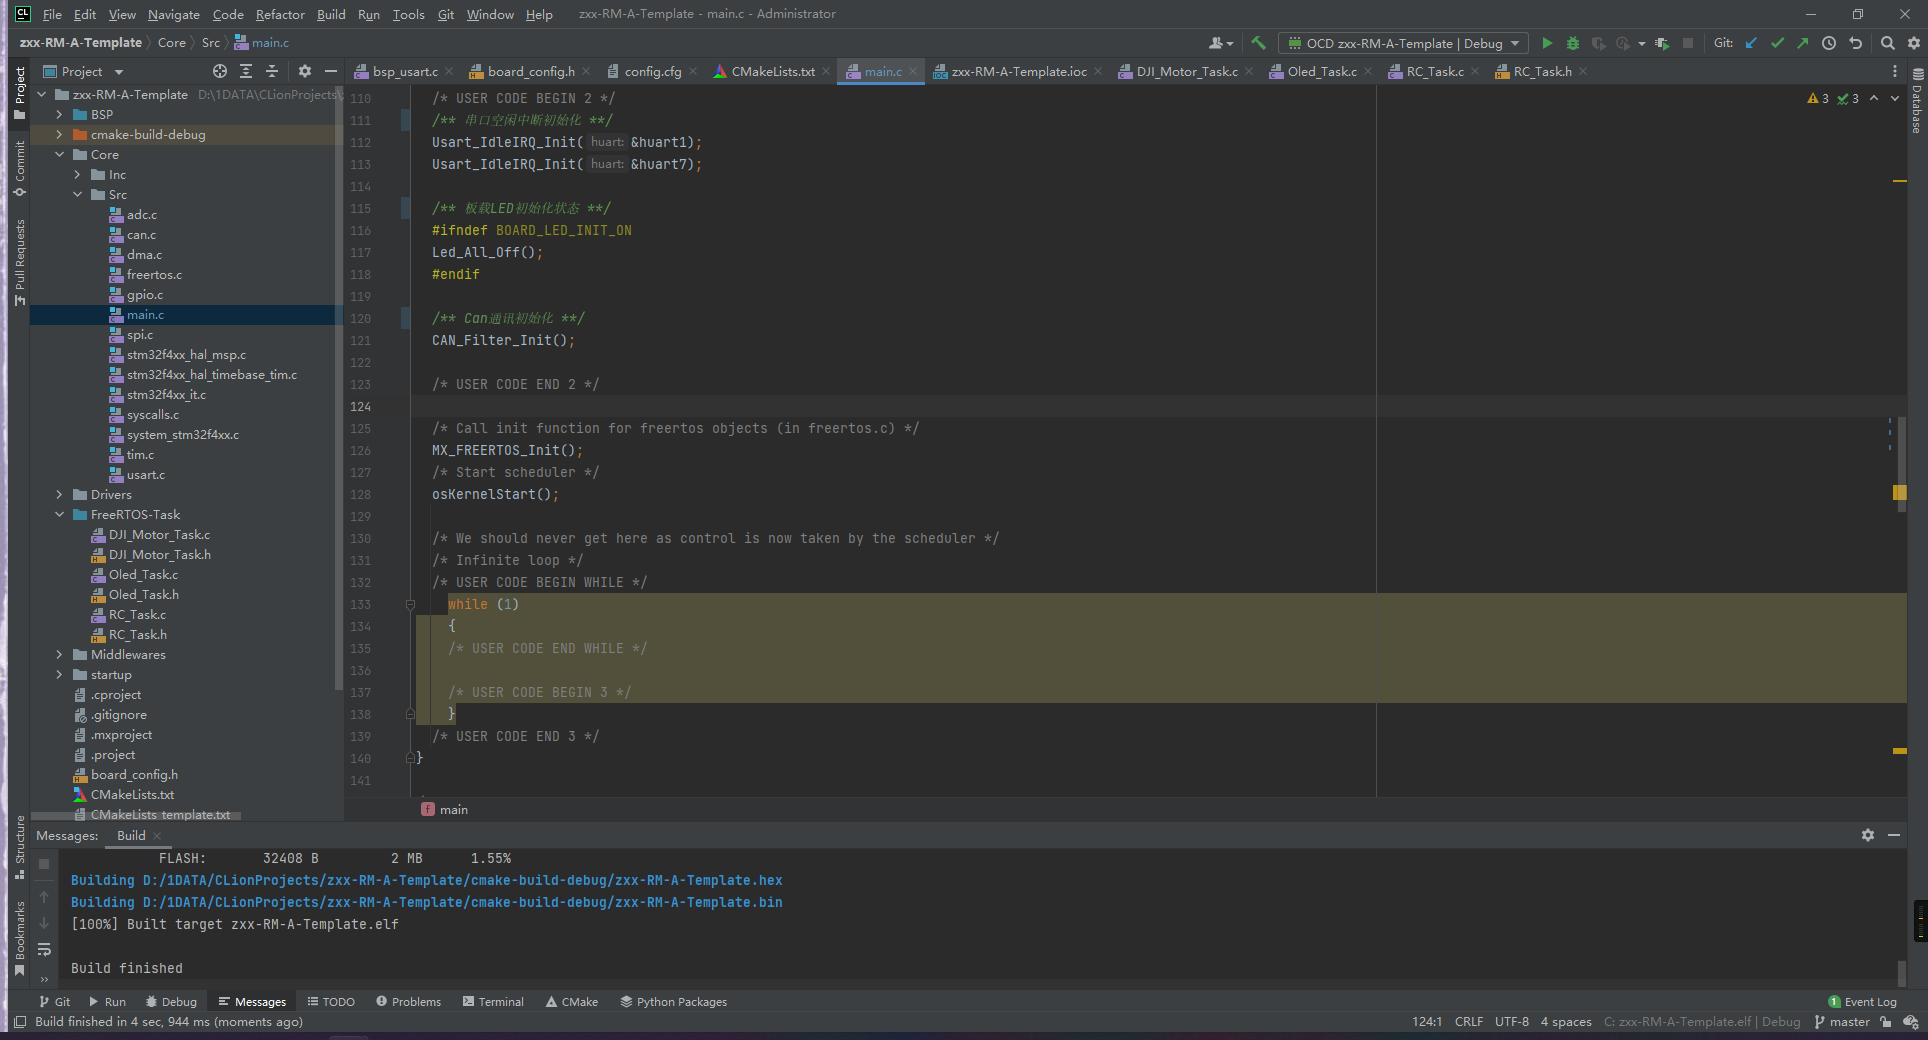 File Edit View Navigate Code Refactor Build Run Tools Git Window Help zxx-RM-A-Template - main.c - Administrator
zxx-RM-A-Template Core Src main.c OCD zxx-RM-A-Template | Debug Git:
Project bsp_usart.c board_config.h config.cfg CMakeLists.txt main.c zxx-RM-A-Template.ioc DJI_Motor_Task.c Oled_Task.c RC_Task.c RC_Task.h
Project
Commit
Pull Requests
Structure
Bookmarks
Database
zxx-RM-A-Template D:\1DATA\CLionProjects\
BSP
cmake-build-debug
Core
Inc
Src
adc.c
can.c
dma.c
freertos.c
gpio.c
main.c
spi.c
stm32f4xx_hal_msp.c
stm32f4xx_hal_timebase_tim.c
stm32f4xx_it.c
syscalls.c
system_stm32f4xx.c
tim.c
usart.c
Drivers
FreeRTOS-Task
DJI_Motor_Task.c
DJI_Motor_Task.h
Oled_Task.c
Oled_Task.h
RC_Task.c
RC_Task.h
Middlewares
startup
.cproject
.gitignore
.mxproject
.project
board_config.h
CMakeLists.txt
CMakeLists_template.txt
3 3
110 /* USER CODE BEGIN 2 */
111 /** 串口空闲中断初始化 **/
112 Usart_IdleIRQ_Init( huart: &huart1);
113 Usart_IdleIRQ_Init( huart: &huart7);
114
115 /** 板载LED初始化状态 **/
116 #ifndef BOARD_LED_INIT_ON
117 Led_All_Off();
118 #endif
119
120 /** Can通讯初始化 **/
121 CAN_Filter_Init();
122
123 /* USER CODE END 2 */
124
125 /* Call init function for freertos objects (in freertos.c) */
126 MX_FREERTOS_Init();
127 /* Start scheduler */
128 osKernelStart();
129
130 /* We should never get here as control is now taken by the scheduler */
131 /* Infinite loop */
132 /* USER CODE BEGIN WHILE */
133 while (1)
134 {
135 /* USER CODE END WHILE */
136
137 /* USER CODE BEGIN 3 */
138 }
139 /* USER CODE END 3 */
140 }
141
f main
Messages: Build
FLASH: 32408 B 2 MB 1.55%
Building D:/1DATA/CLionProjects/zxx-RM-A-Template/cmake-build-debug/zxx-RM-A-Template.hex
Building D:/1DATA/CLionProjects/zxx-RM-A-Template/cmake-build-debug/zxx-RM-A-Template.bin
[100%] Built target zxx-RM-A-Template.elf
Build finished
Git Run Debug Messages TODO Problems Terminal CMake Python Packages 1 Event Log
Build finished in 4 sec, 944 ms (moments ago) 124:1 CRLF UTF-8 4 spaces C: zxx-RM-A-Template.elf | Debug master